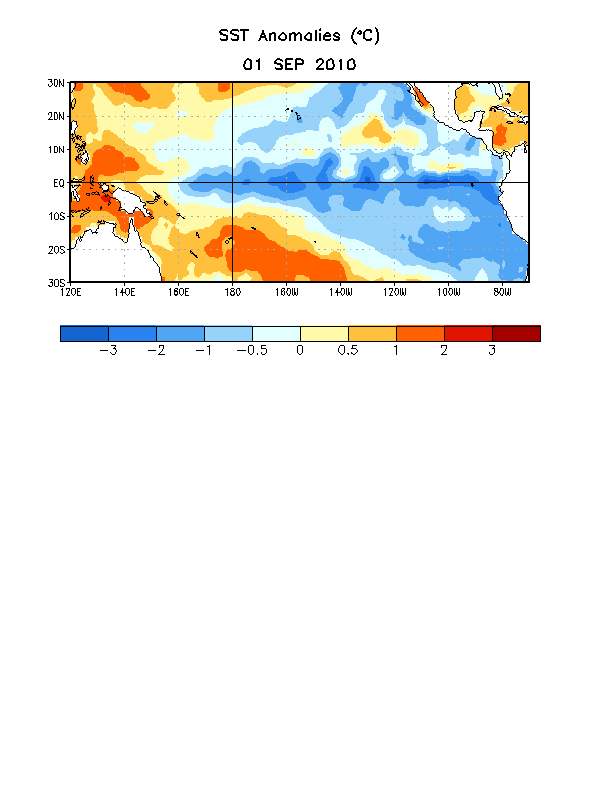 SST Anomalies (°C)
01 SEP 2010
30N
20N
10N
EQ
10S
20S
30S
120E 140E 160E 180 160W 140W 120W 100W 80W
-3 -2 -1 -0.5 0 0.5 1 2 3